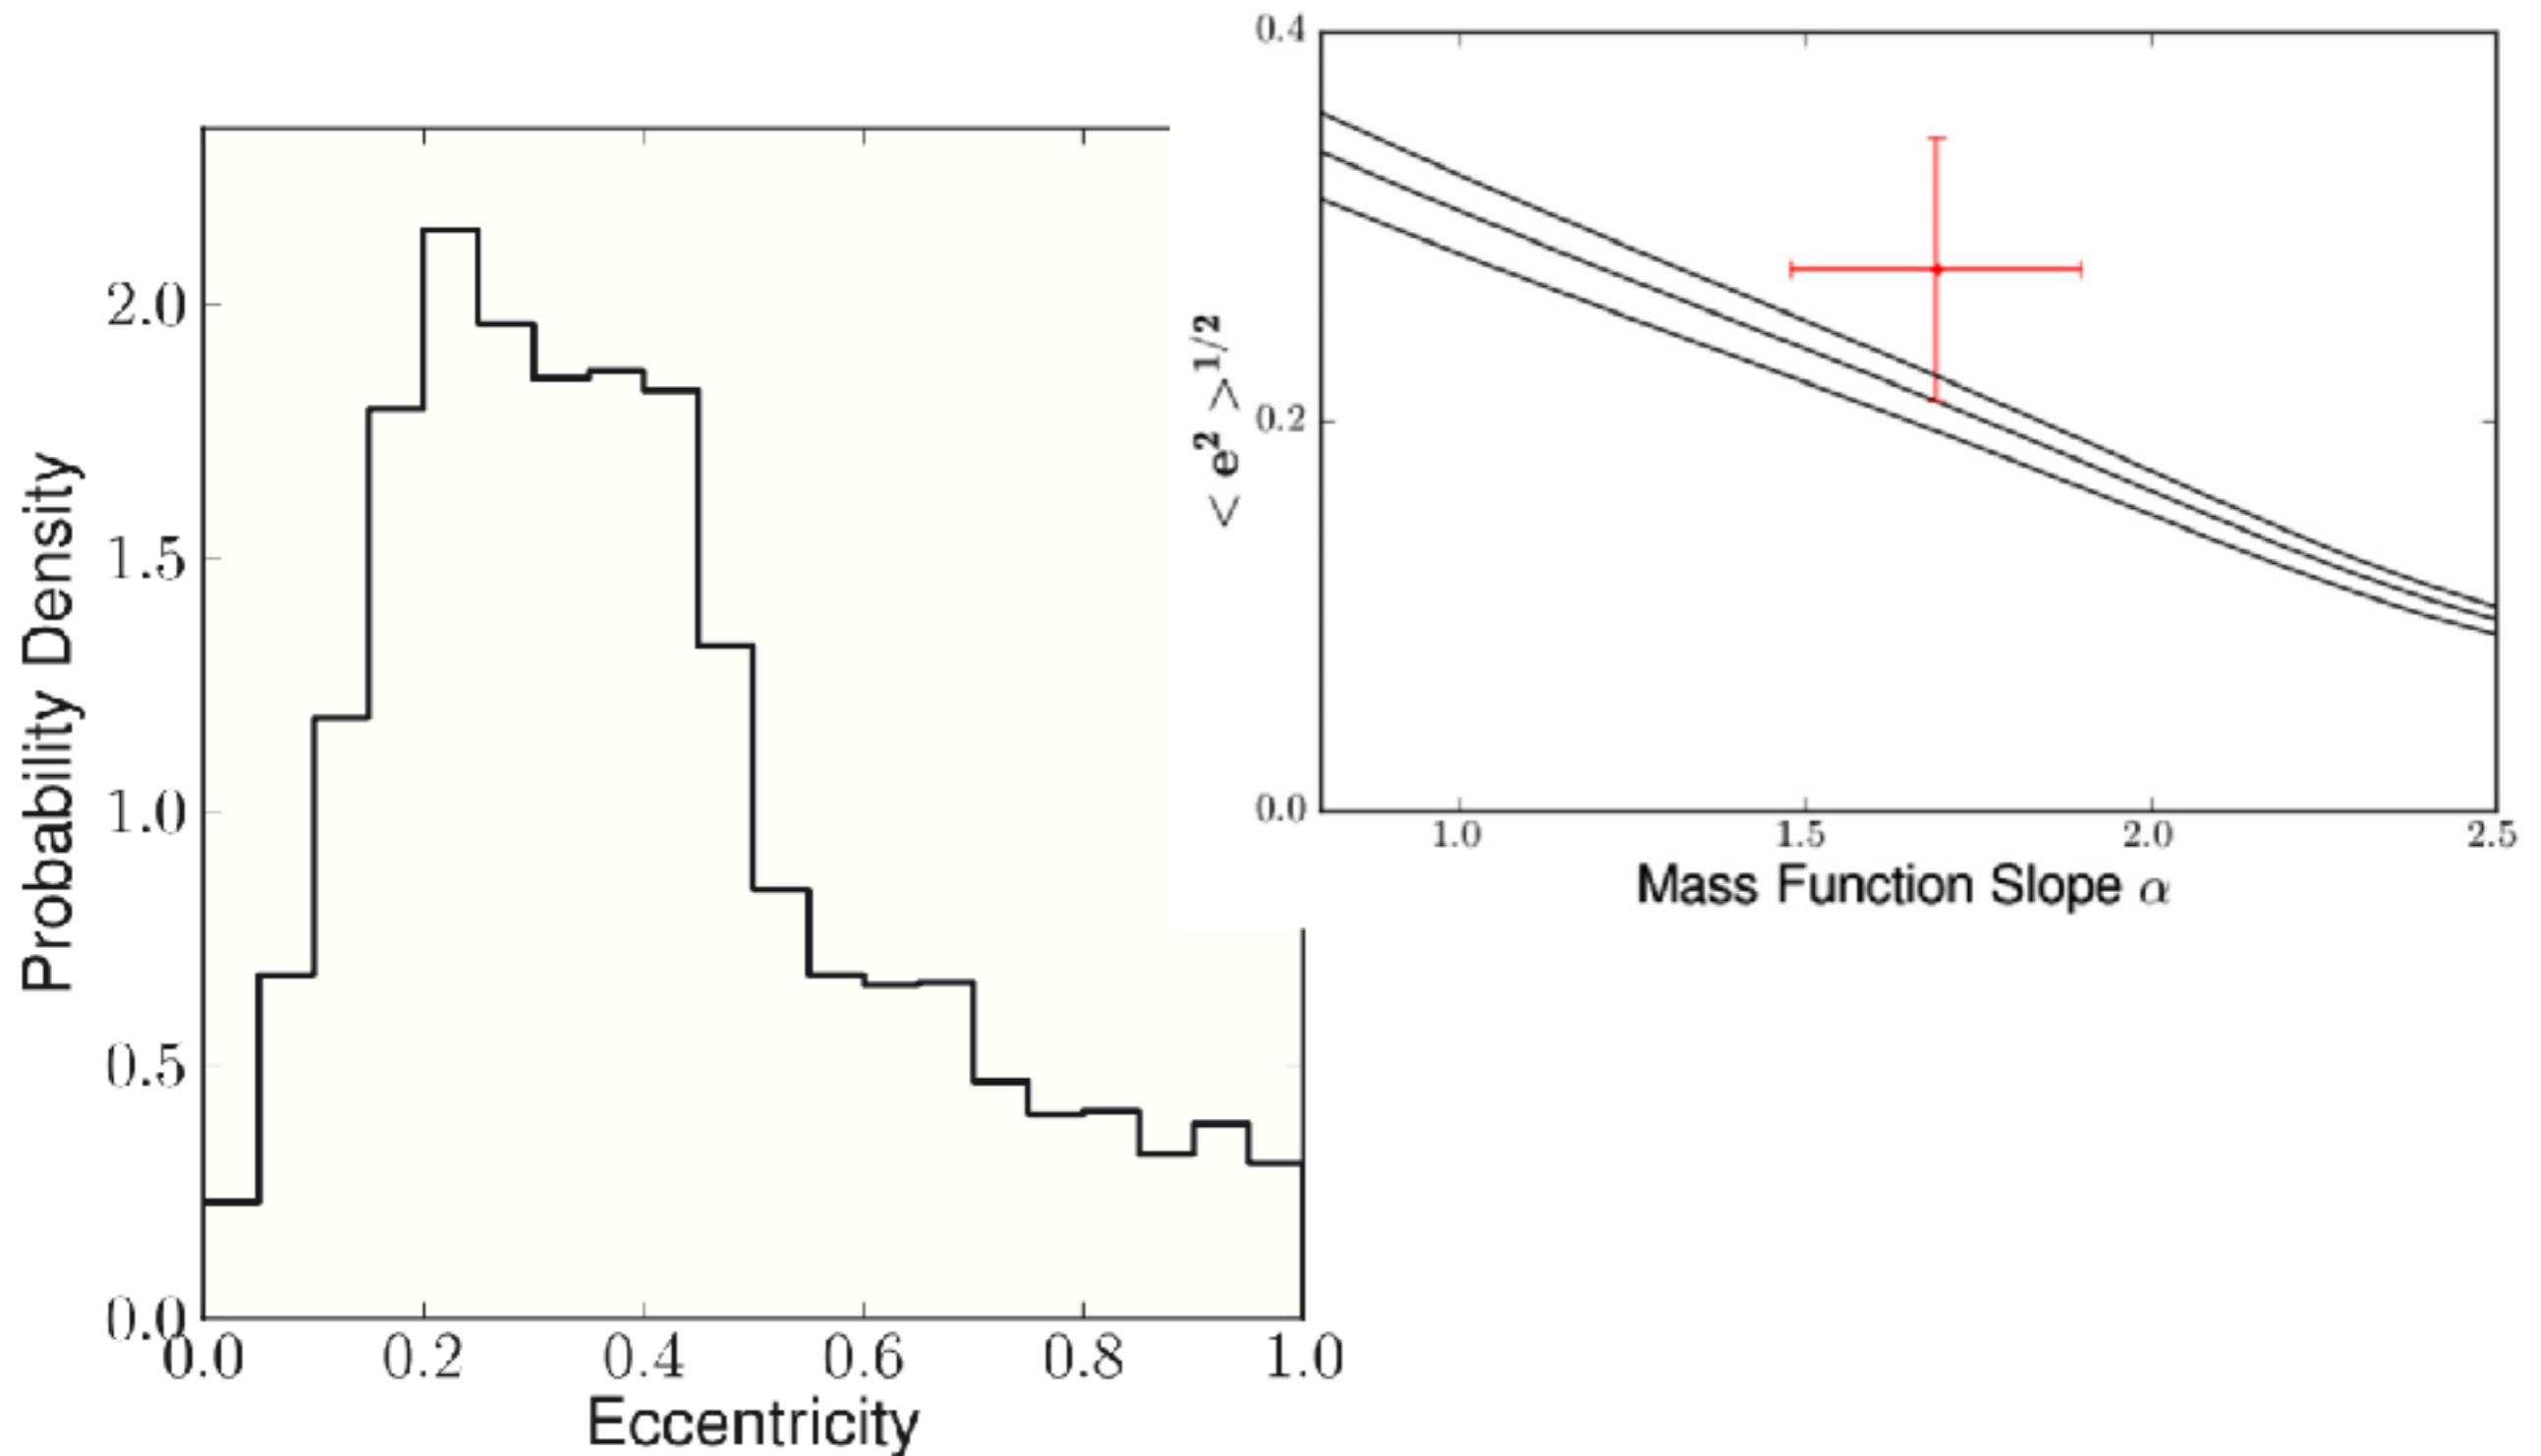 Probability Density
2.0
1.5
1.0
0.5
0.0
0.0 0.2 0.4 0.6 0.8 1.0
Eccentricity
< e² >^1/2
0.4
0.2
0.0
1.0 1.5 2.0 2.5
Mass Function Slope α